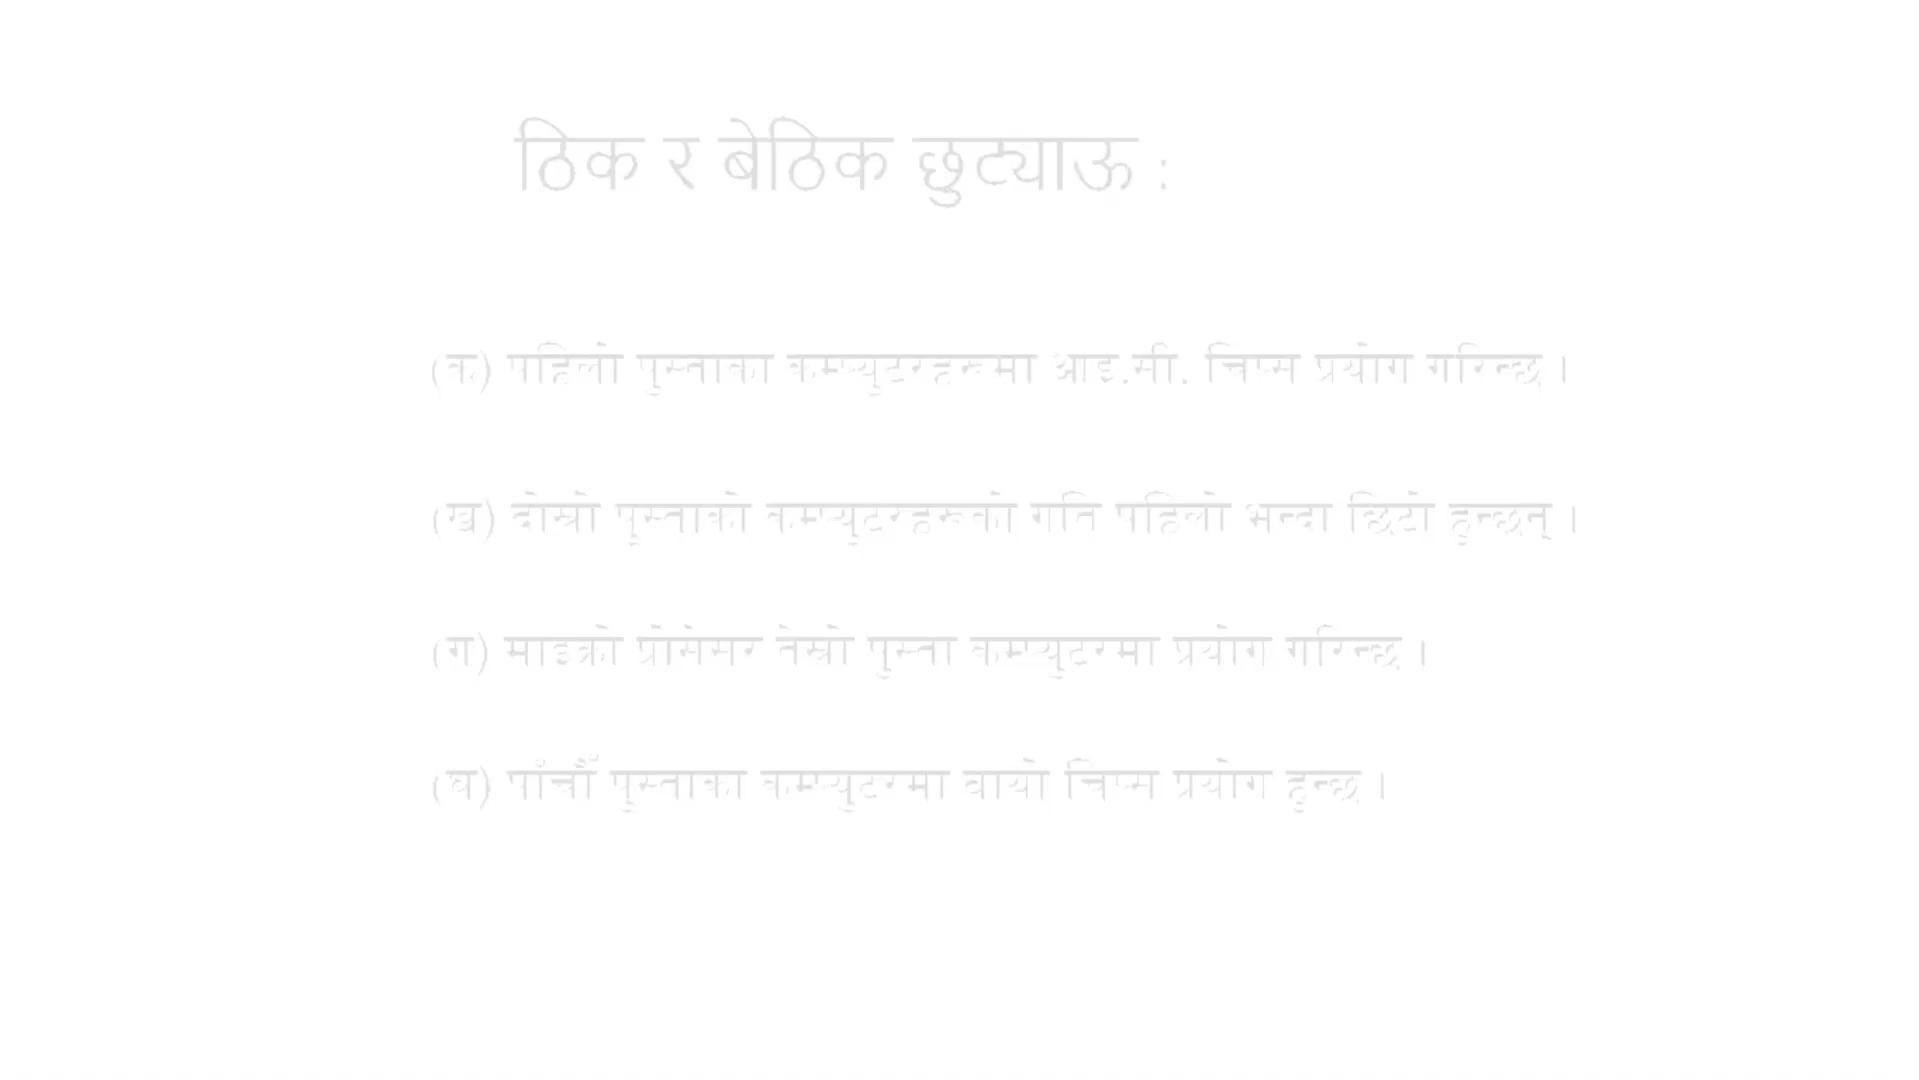 ठिक र बेठिक छुट्याऊ :
(क) पहिलो पुस्ताका कम्प्युटरहरूमा आइ.सी. चिप्स प्रयोग गरिन्छ ।
(ख) दोस्रो पुस्ताको कम्प्युटरहरूको गति पहिलो भन्दा छिटो हुन्छन् ।
(ग) माइक्रो प्रोसेसर तेस्रो पुस्ता कम्प्युटरमा प्रयोग गरिन्छ ।
(घ) पाँचौँ पुस्ताका कम्प्युटरमा वायो चिप्स प्रयोग हुन्छ ।